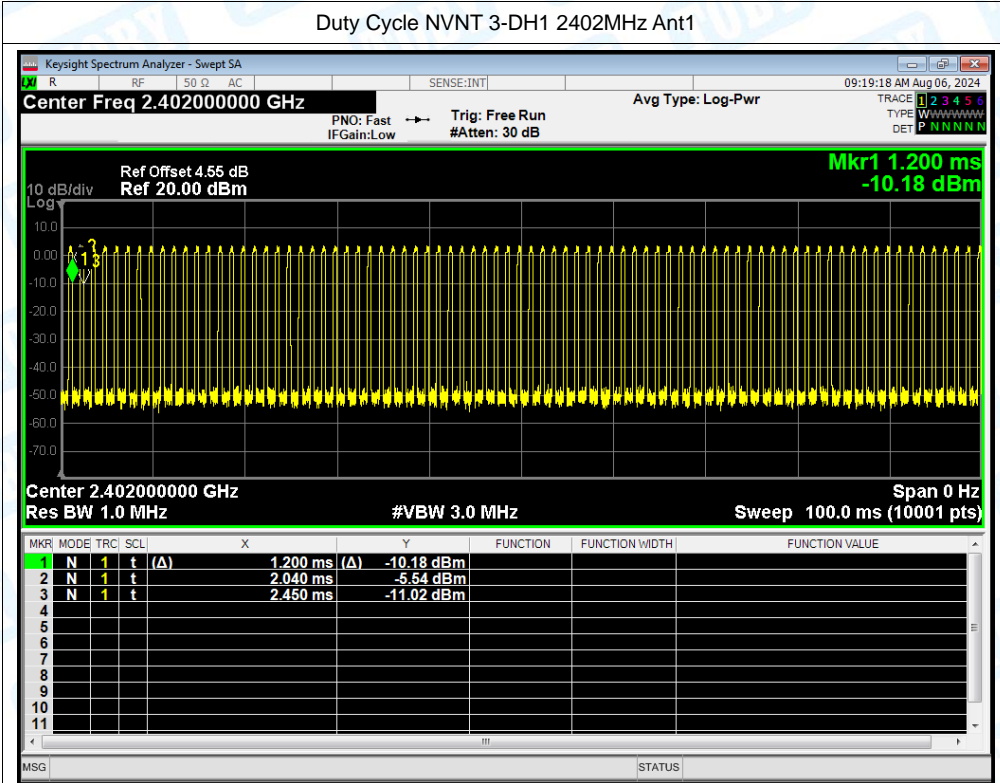 Duty Cycle NVNT 3-DH1 2402MHz Ant1
Keysight Spectrum Analyzer - Swept SA
LXI R RF 50 Ω AC SENSE:INT 09:19:18 AM Aug 06, 2024
Center Freq 2.402000000 GHz
PNO: Fast
IFGain:Low
Trig: Free Run
#Atten: 30 dB
Avg Type: Log-Pwr
TRACE 1 2 3 4 5 6
TYPE WWWWWWW
DET P N N N N N
Mkr1 1.200 ms
-10.18 dBm
Ref Offset 4.55 dB
10 dB/div Ref 20.00 dBm
Log
10.0
0.00
-10.0
-20.0
-30.0
-40.0
-50.0
-60.0
-70.0
1 2 3
Center 2.402000000 GHz Span 0 Hz
Res BW 1.0 MHz #VBW 3.0 MHz Sweep 100.0 ms (10001 pts)
MKR MODE TRC SCL X Y FUNCTION FUNCTION WIDTH FUNCTION VALUE
1 N 1 t (Δ) 1.200 ms (Δ) -10.18 dBm
2 N 1 t 2.040 ms -5.54 dBm
3 N 1 t 2.450 ms -11.02 dBm
4
5
6
7
8
9
10
11
MSG STATUS